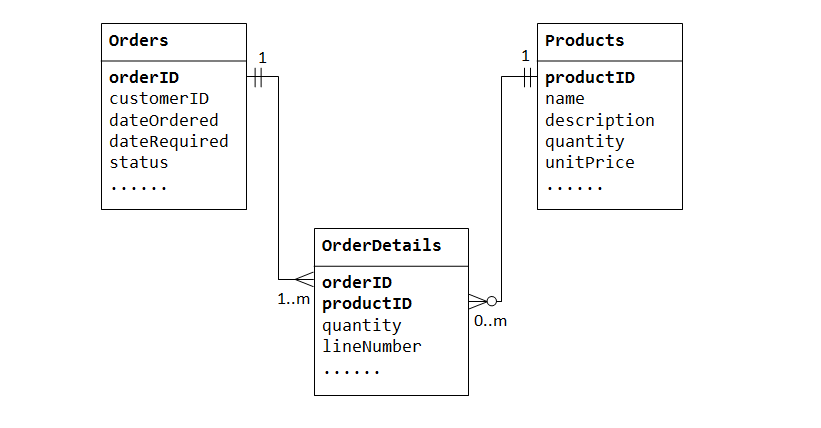 Orders
orderID
customerID
dateOrdered
dateRequired
status
......
1
Products
productID
name
description
quantity
unitPrice
......
1
OrderDetails
orderID
productID
quantity
lineNumber
......
1..m
0..m